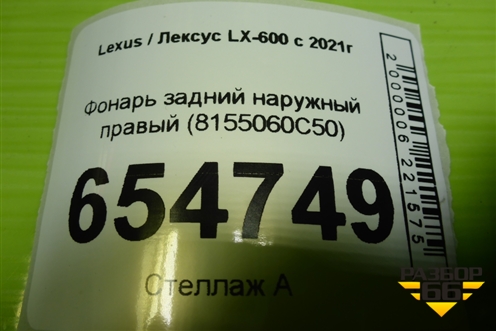 Lexus / Лексус LX-600 с 2021г
Фонарь задний наружный
правый (8155060C50)
654749
Стеллаж А
2000006221575
РАЗБОР
66